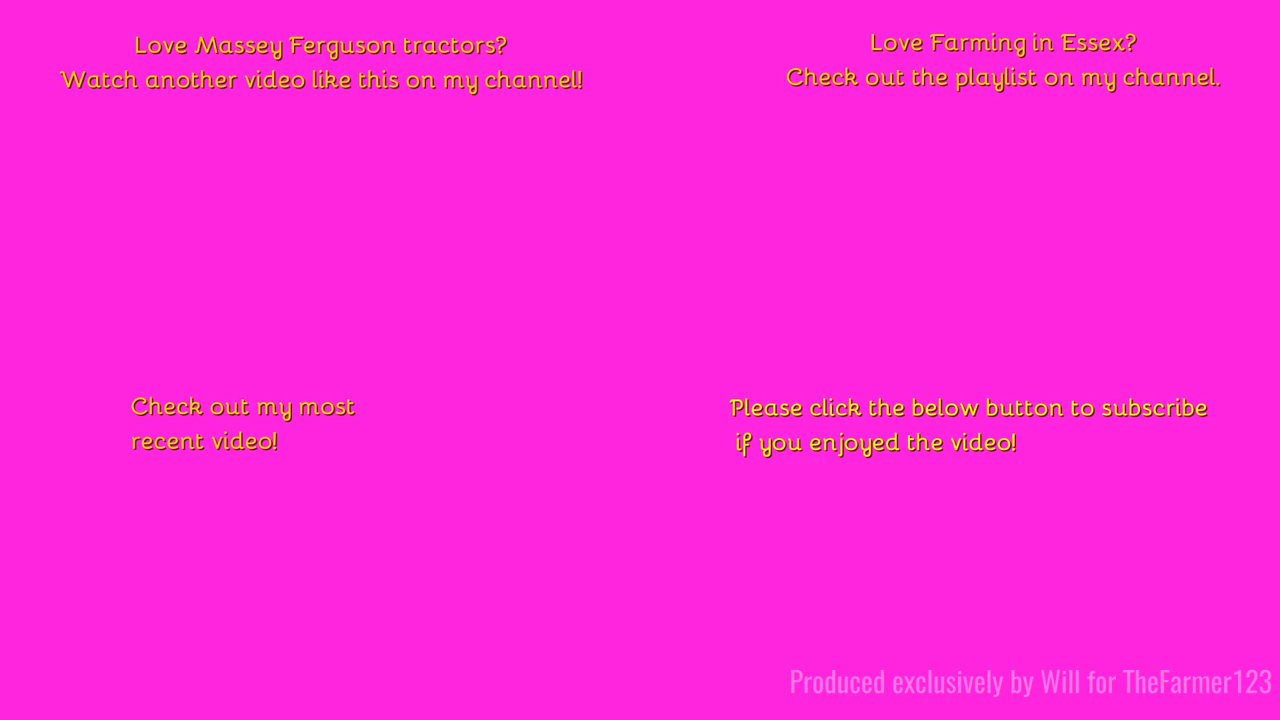 Love Massey Ferguson tractors?
Watch another video like this on my channel!
Love Farming in Essex?
Check out the playlist on my channel.
Check out my most
recent video!
Please click the below button to subscribe
if you enjoyed the video!
Produced exclusively by Will for TheFarmer123